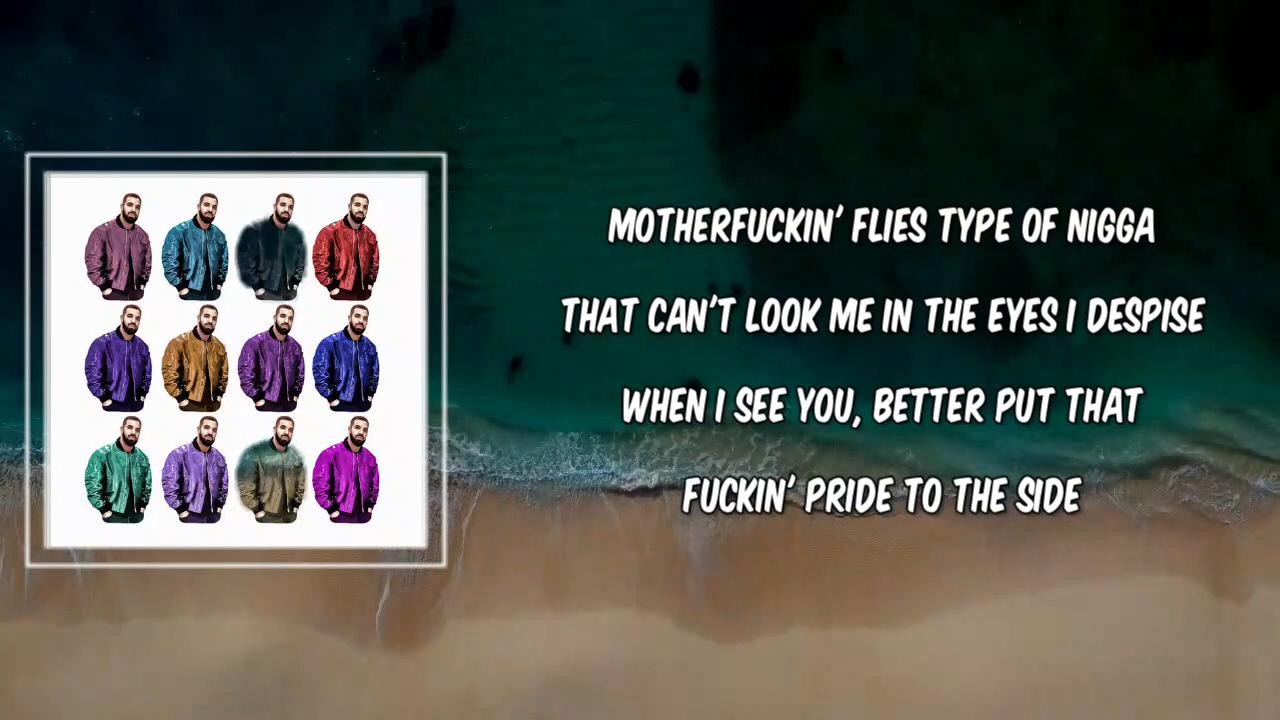 MOTHERFUCKIN' FLIES TYPE OF NIGGA
THAT CAN'T LOOK ME IN THE EYES I DESPISE
WHEN I SEE YOU, BETTER PUT THAT
FUCKIN' PRIDE TO THE SIDE